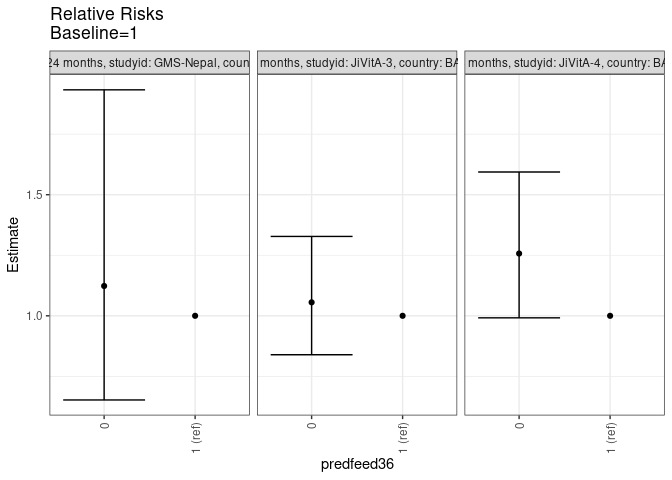 Relative Risks
Baseline=1
24 months, studyid: GMS-Nepal, coun
months, studyid: JiVitA-3, country: BA
months, studyid: JiVitA-4, country: BA
Estimate
1.5
1.0
0
1 (ref)
0
1 (ref)
0
1 (ref)
predfeed36